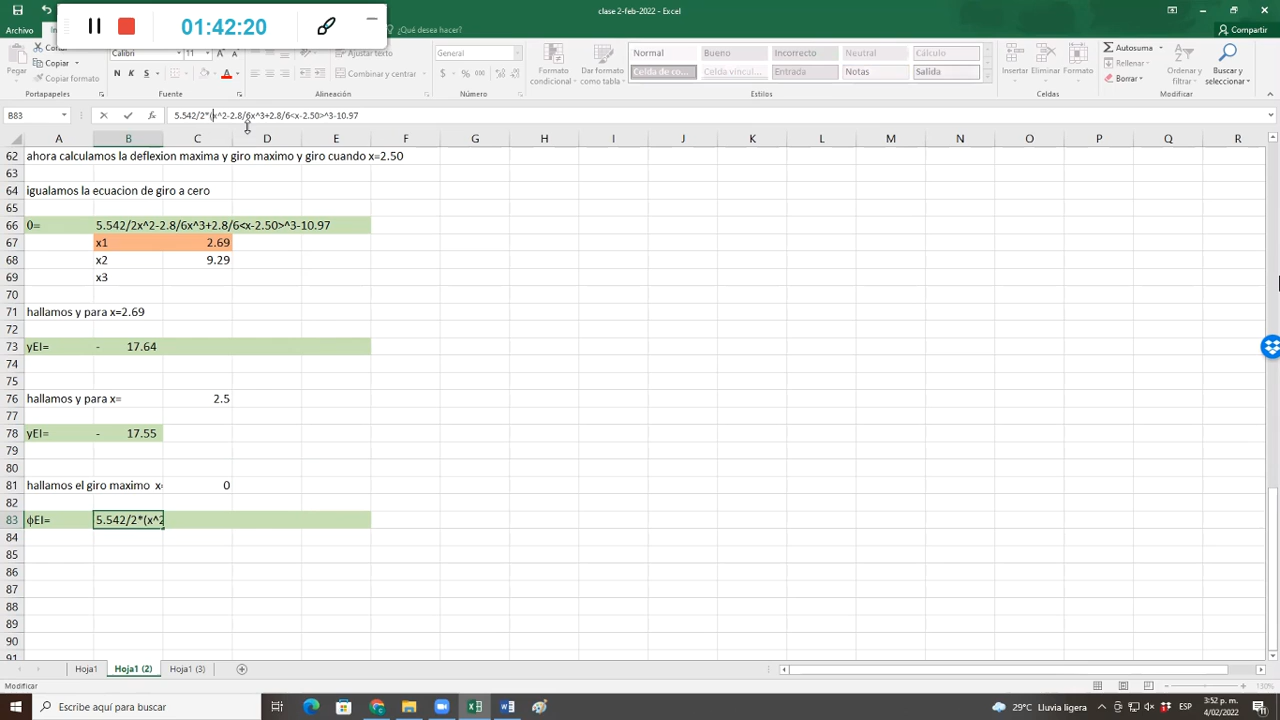 clase 2-feb-2022 - Excel
01:42:20
Archivo
¿Qué desea hacer?
Compartir
Copiar
Copiar formato
Pegar
Portapapeles
Calibri
11
N K S
Fuente
Combinar y centrar
Alineación
General
Número
Formato condicional
Dar formato como tabla
Normal
Bueno
Incorrecto
Neutral
Cálculo
Celda de co...
Celda vincul...
Entrada
Notas
Salida
Estilos
Insertar
Eliminar
Formato
Celdas
Autosuma
Rellenar
Borrar
Ordenar y filtrar
Buscar y seleccionar
Modificar
B83
5.542/2*(x^2-2.8/6x^3+2.8/6<x-2.50>^3-10.97
A B C D E F G H I J K L M N O P Q R
62 ahora calculamos la deflexion maxima y giro maximo y giro cuando x=2.50
63
64 igualamos la ecuacion de giro a cero
65
66 0= 5.542/2x^2-2.8/6x^3+2.8/6<x-2.50>^3-10.97
67 x1 2.69
68 x2 9.29
69 x3
70
71 hallamos y para x=2.69
72
73 yEI= - 17.64
74
75
76 hallamos y para x= 2.5
77
78 yEI= - 17.55
79
80
81 hallamos el giro maximo x= 0
82
83 ϕEI= 5.542/2*(x^2
84
85
86
87
88
89
90
91
Hoja1
Hoja1 (2)
Hoja1 (3)
Modificar
130%
Escribe aquí para buscar
29°C Lluvia ligera
ESP
3:52 p. m.
4/02/2022